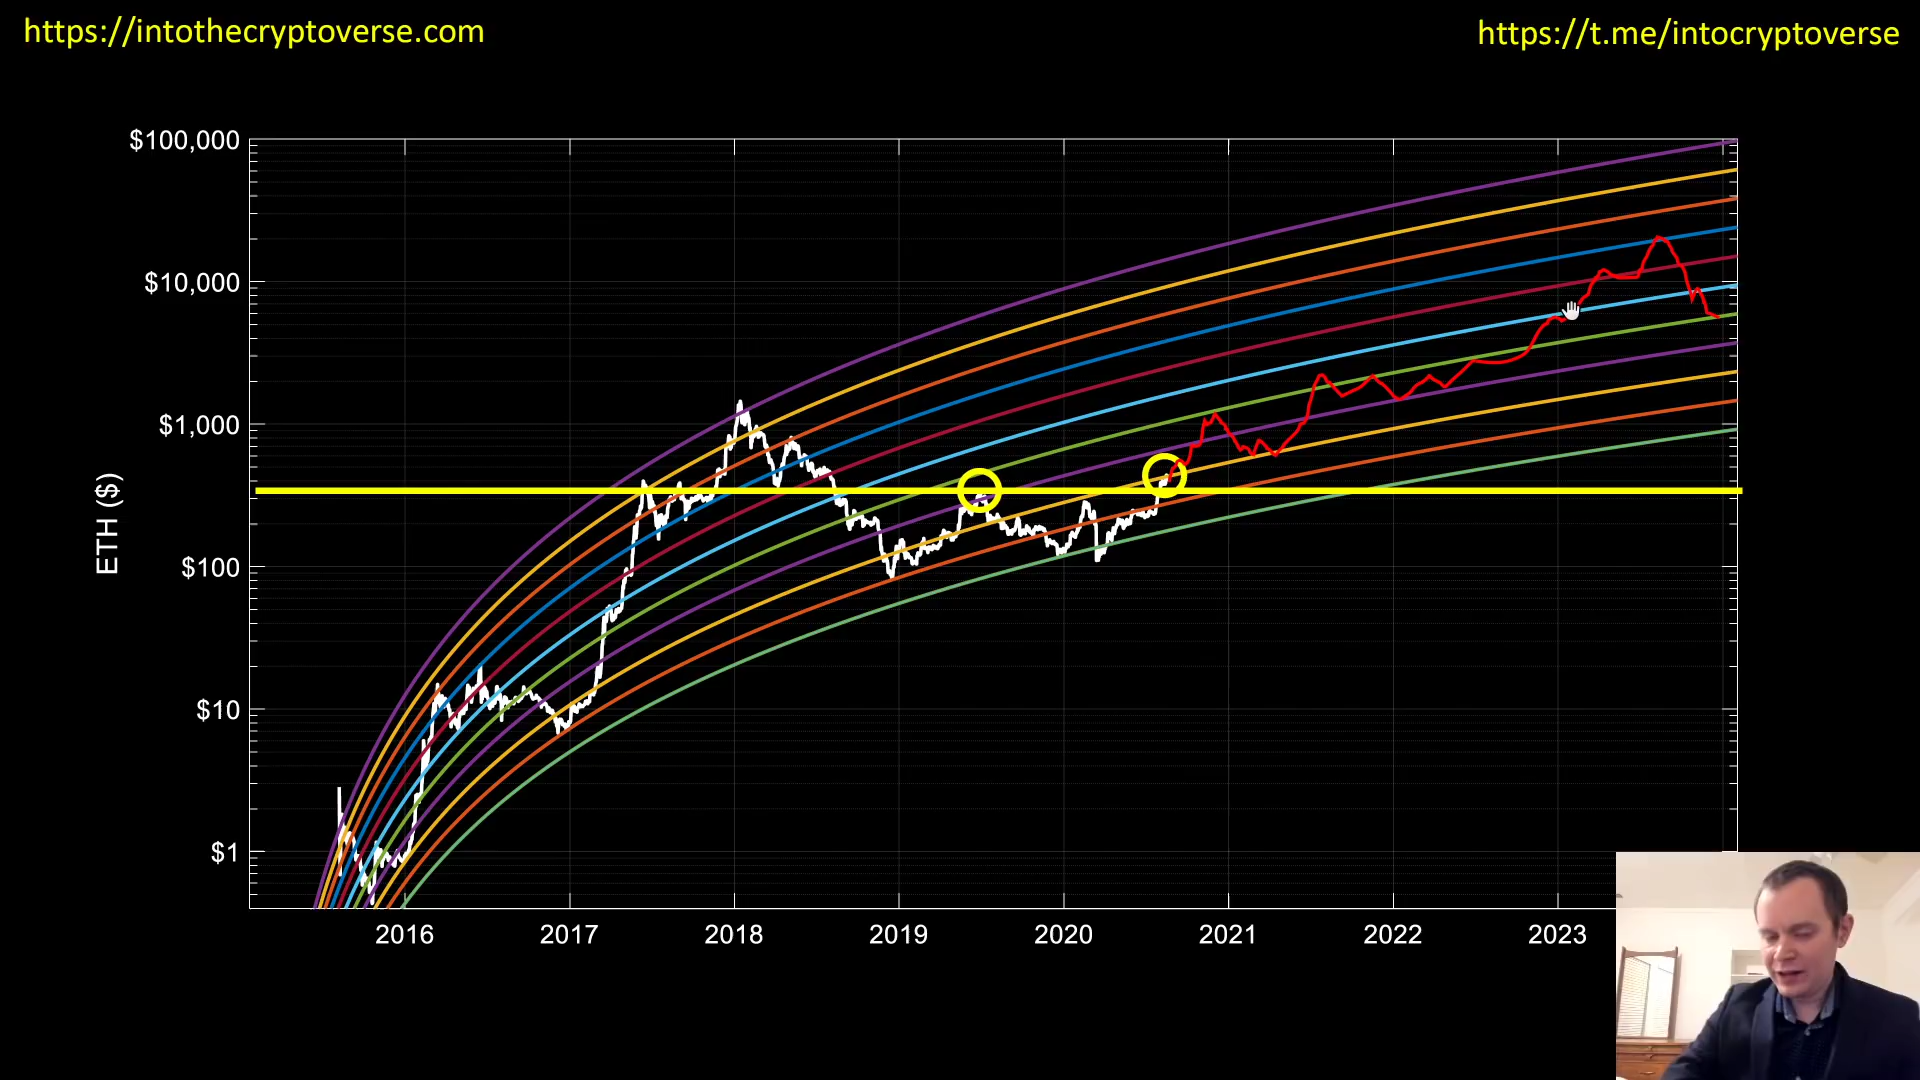 https://intothecryptoverse.com
https://t.me/intocryptoverse
$100,000
$10,000
$1,000
$100
$10
$1
ETH ($)
2016 2017 2018 2019 2020 2021 2022 2023